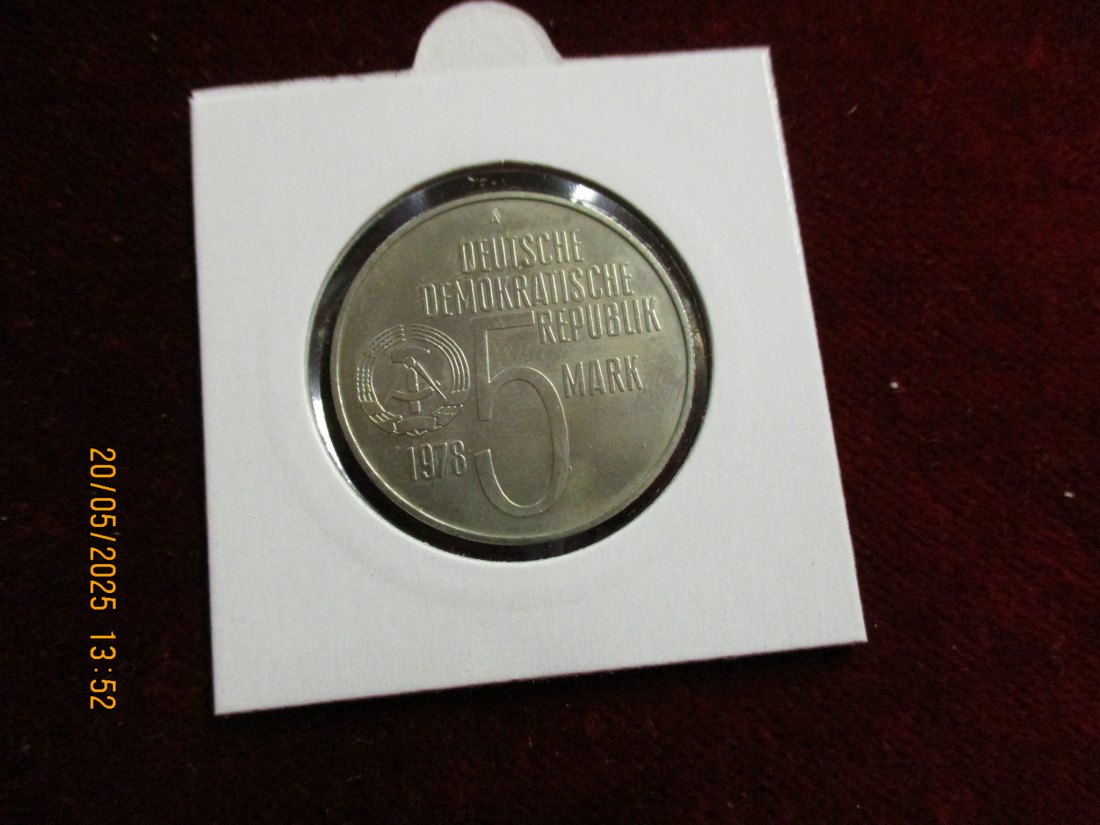 A
DEUTSCHE
DEMOKRATISCHE
REPUBLIK
5 MARK
1978
20/05/2025 13:52